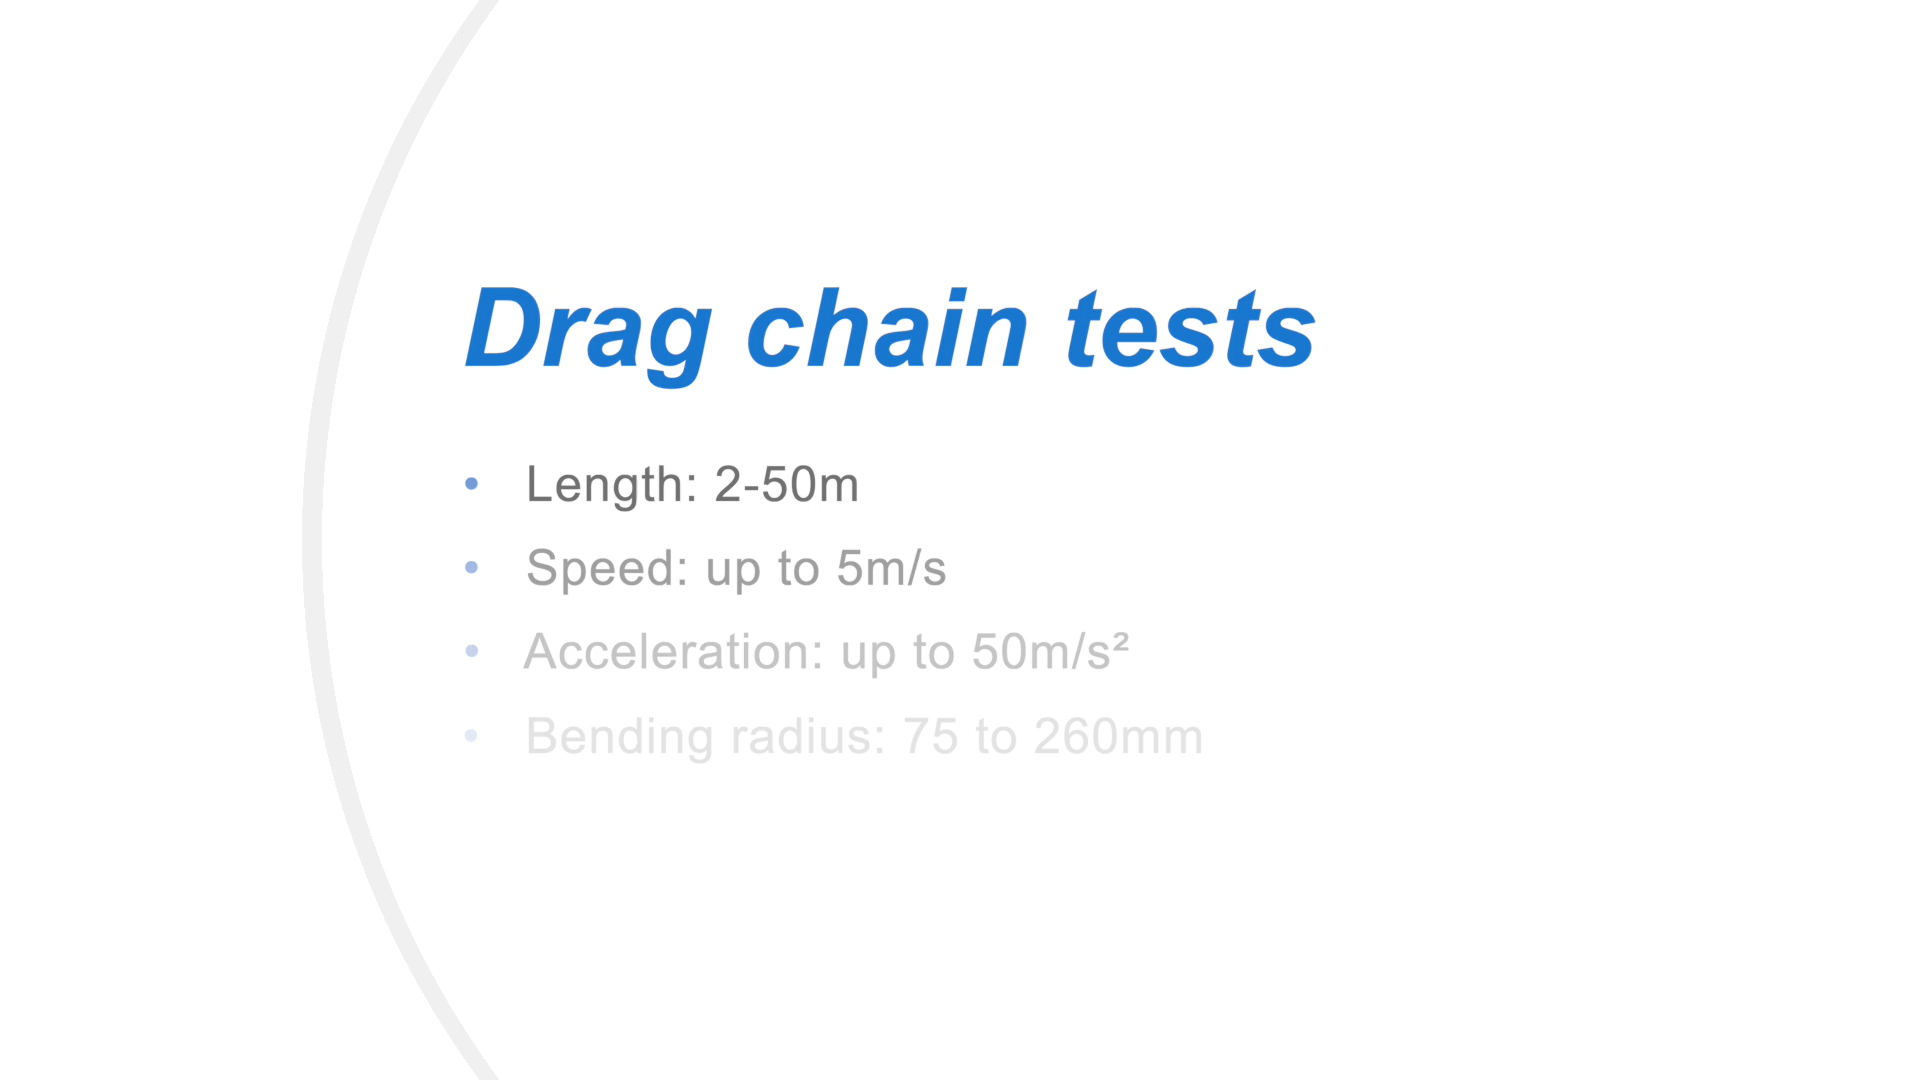 Drag chain tests
• Length: 2-50m
• Speed: up to 5m/s
• Acceleration: up to 50m/s²
• Bending radius: 75 to 260mm